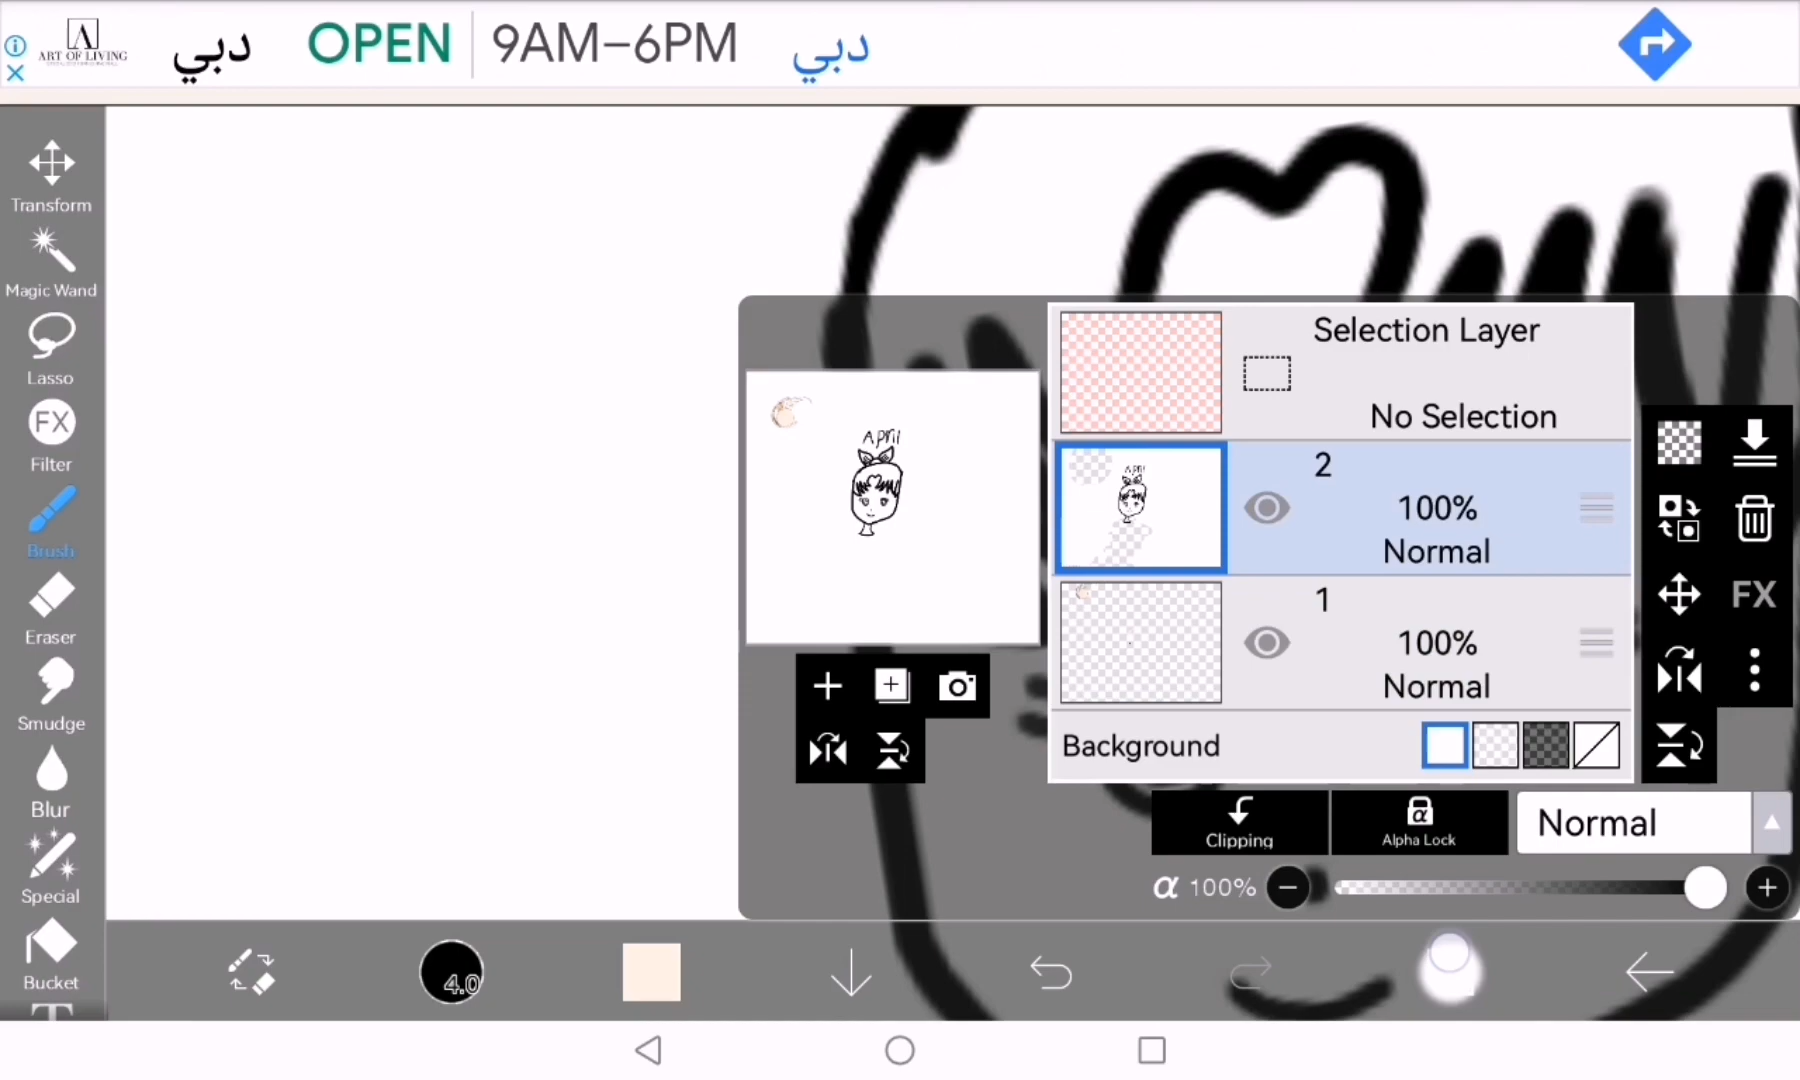 ART OF LIVING
دبي
OPEN
9AM–6PM
دبي
Transform
Magic Wand
Lasso
FX
Filter
Brush
Eraser
Smudge
Blur
Special
Bucket
T
April
Selection Layer
No Selection
2
100%
Normal
April
1
100%
Normal
Background
FX
Clipping
α
Alpha Lock
Normal
α 100%
4.0